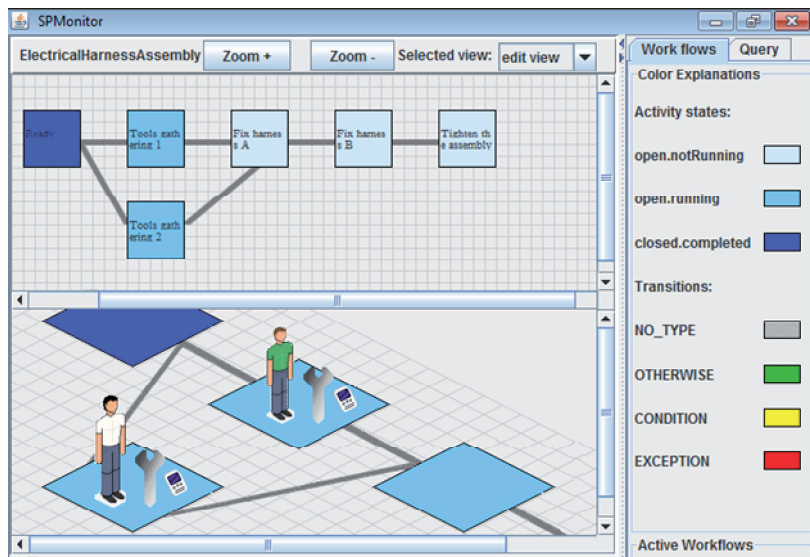 SPMonitor
ElectricalHarnessAssembly Zoom + Zoom - Selected view: edit view
Ready
Tools gath
ering 1
Fix harnes
s A
Fix harnes
s B
Tighten th
e assembly
Tools gath
ering 2
Work flows Query
Color Explanations
Activity states:
open.notRunning
open.running
closed.completed
Transitions:
NO_TYPE
OTHERWISE
CONDITION
EXCEPTION
Active Workflows